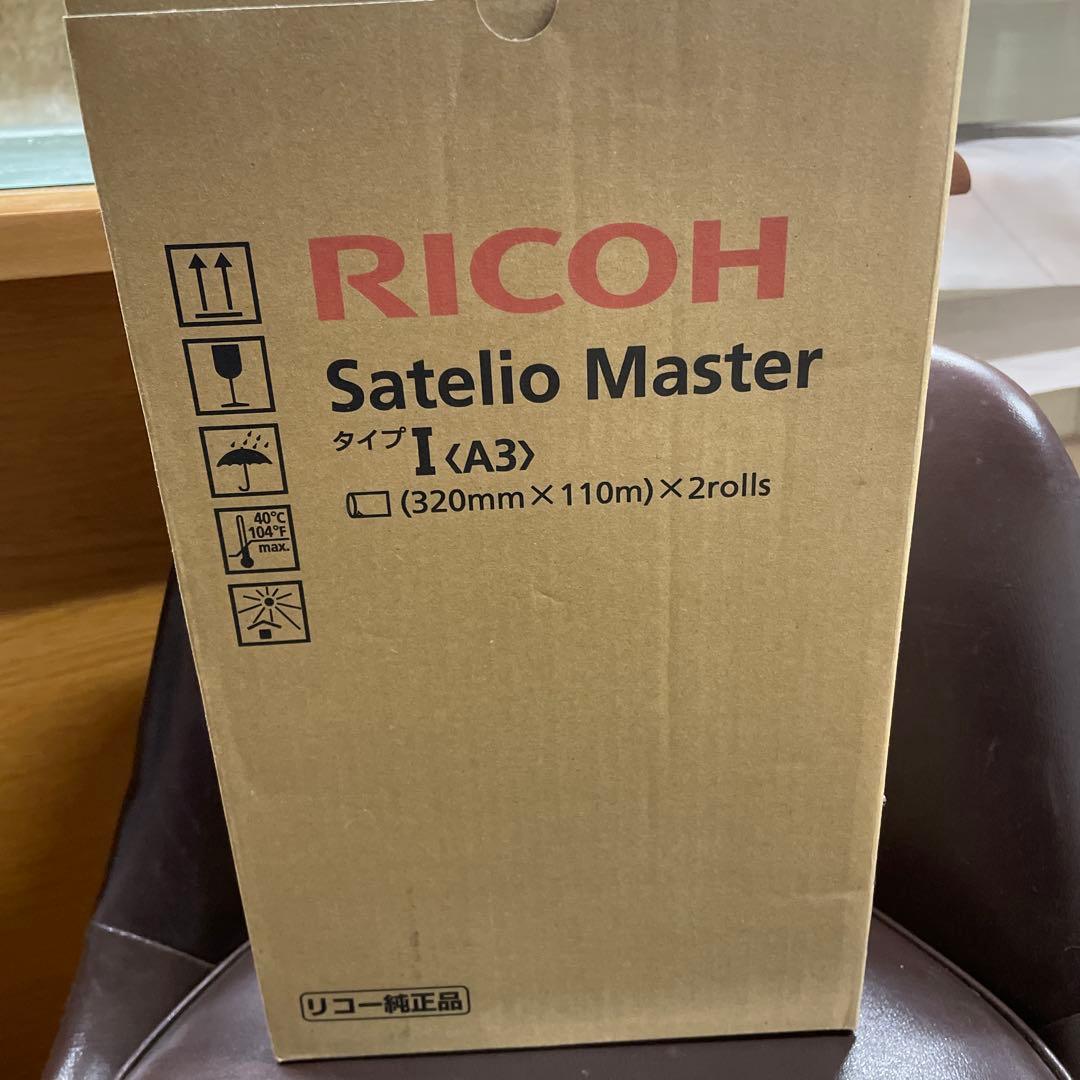 RICOH
Satelio Master
タイプ I〈A3〉
(320mm×110m)×2rolls
40°C
104°F
max.
リコー純正品